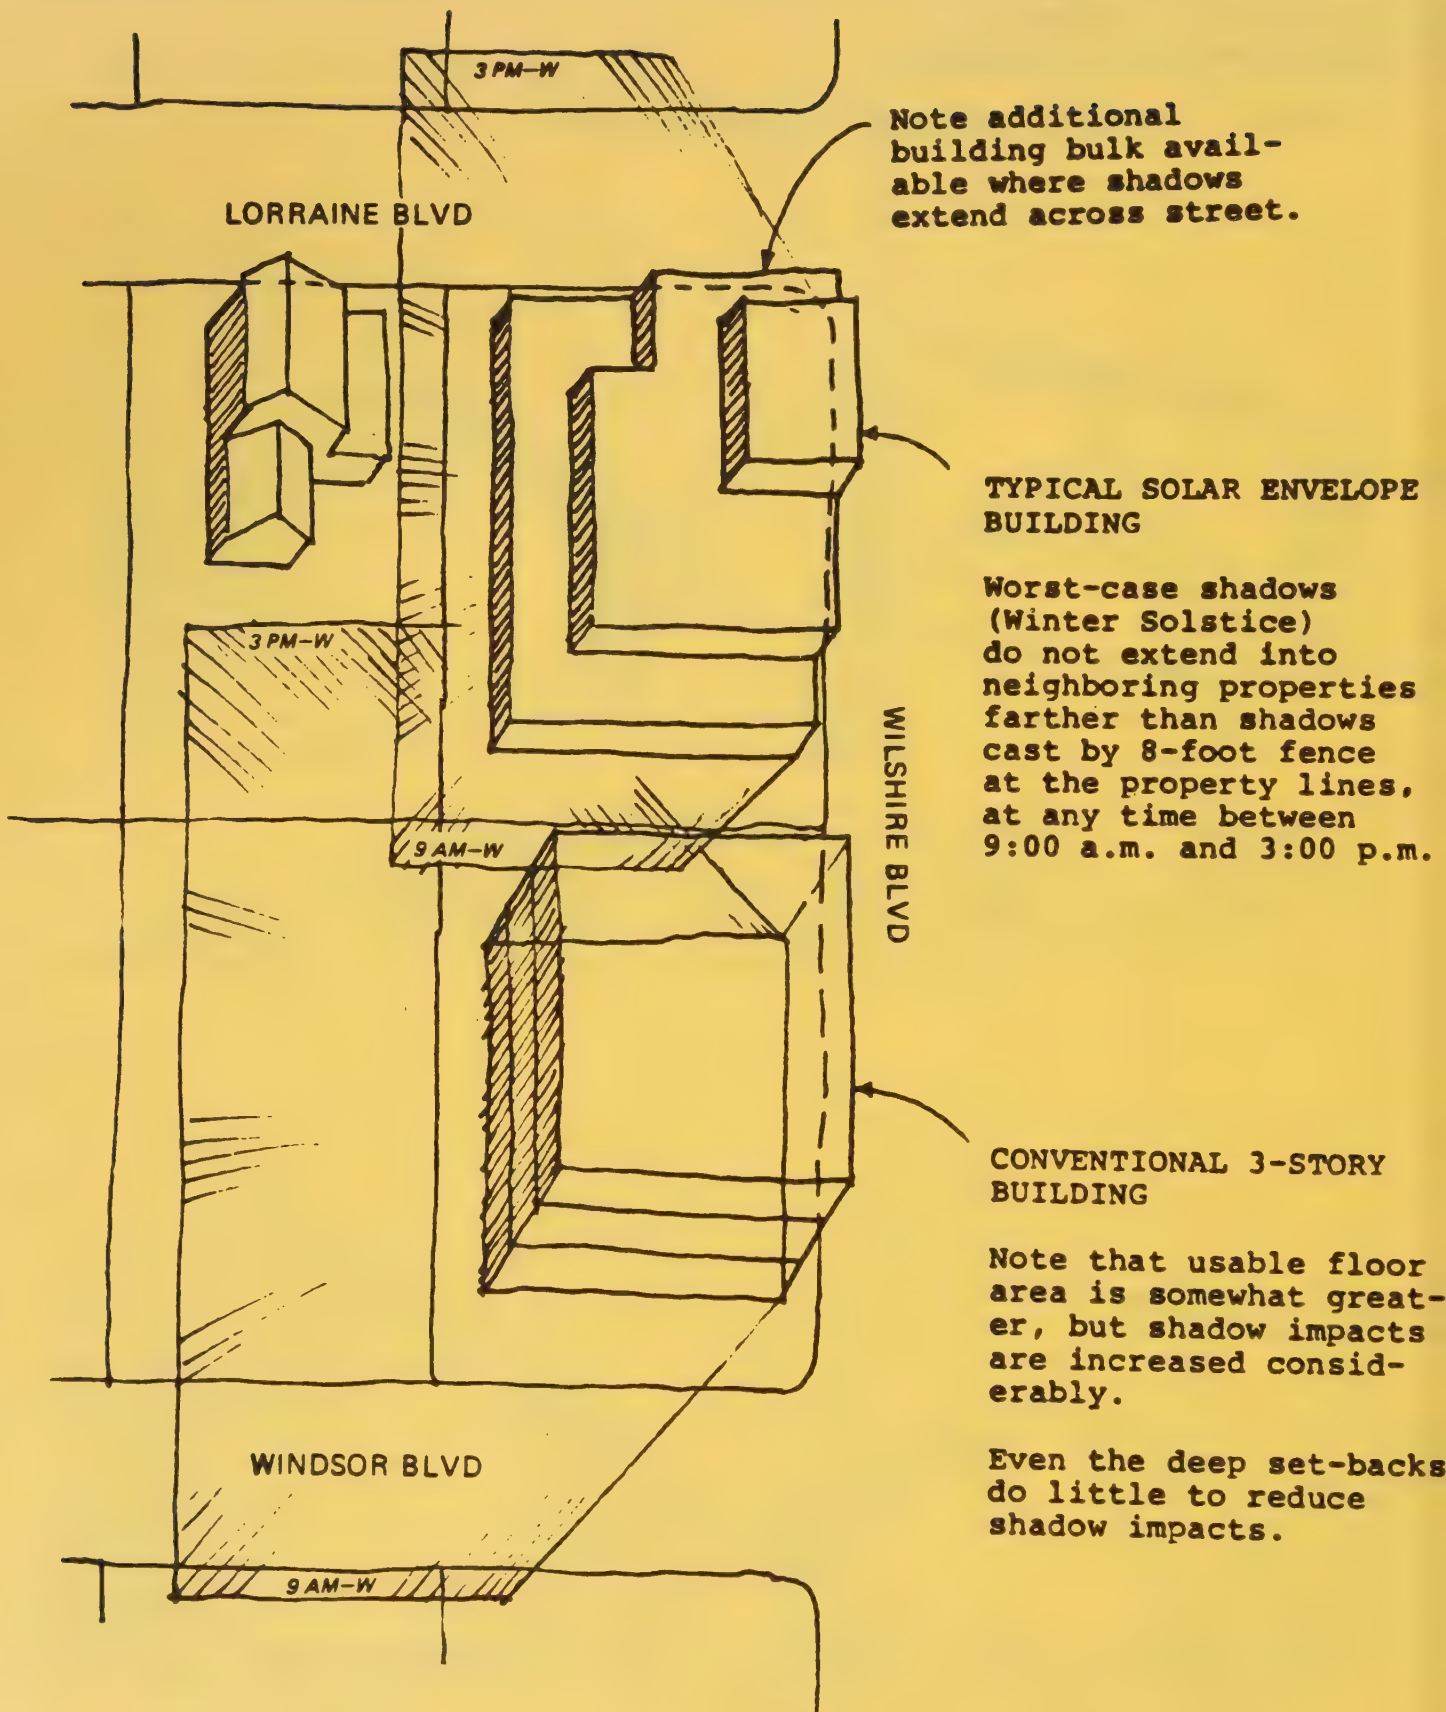 3 PM-W
Note additional
building bulk avail-
able where shadows
extend across street.
LORRAINE BLVD
TYPICAL SOLAR ENVELOPE
BUILDING
Worst-case shadows
(Winter Solstice)
do not extend into
neighboring properties
farther than shadows
cast by 8-foot fence
at the property lines,
at any time between
9:00 a.m. and 3:00 p.m.
3 PM-W
WILSHIRE BLVD
9 AM-W
CONVENTIONAL 3-STORY
BUILDING
Note that usable floor
area is somewhat great-
er, but shadow impacts
are increased consid-
erably.
Even the deep set-backs
do little to reduce
shadow impacts.
WINDSOR BLVD
9 AM-W